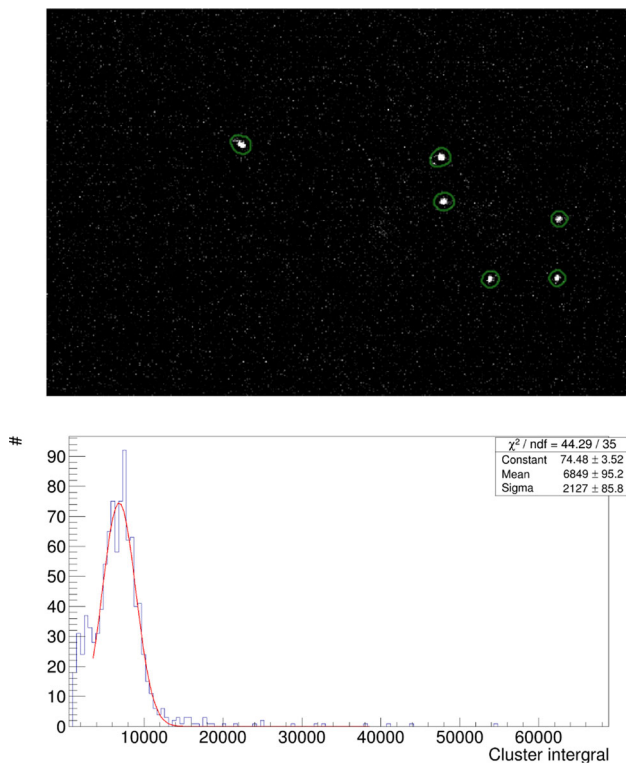 #
χ² / ndf = 44.29 / 35
Constant 74.48 ± 3.52
Mean 6849 ± 95.2
Sigma 2127 ± 85.8
90
80
70
60
50
40
30
20
10
0
10000 20000 30000 40000 50000 60000
Cluster intergral